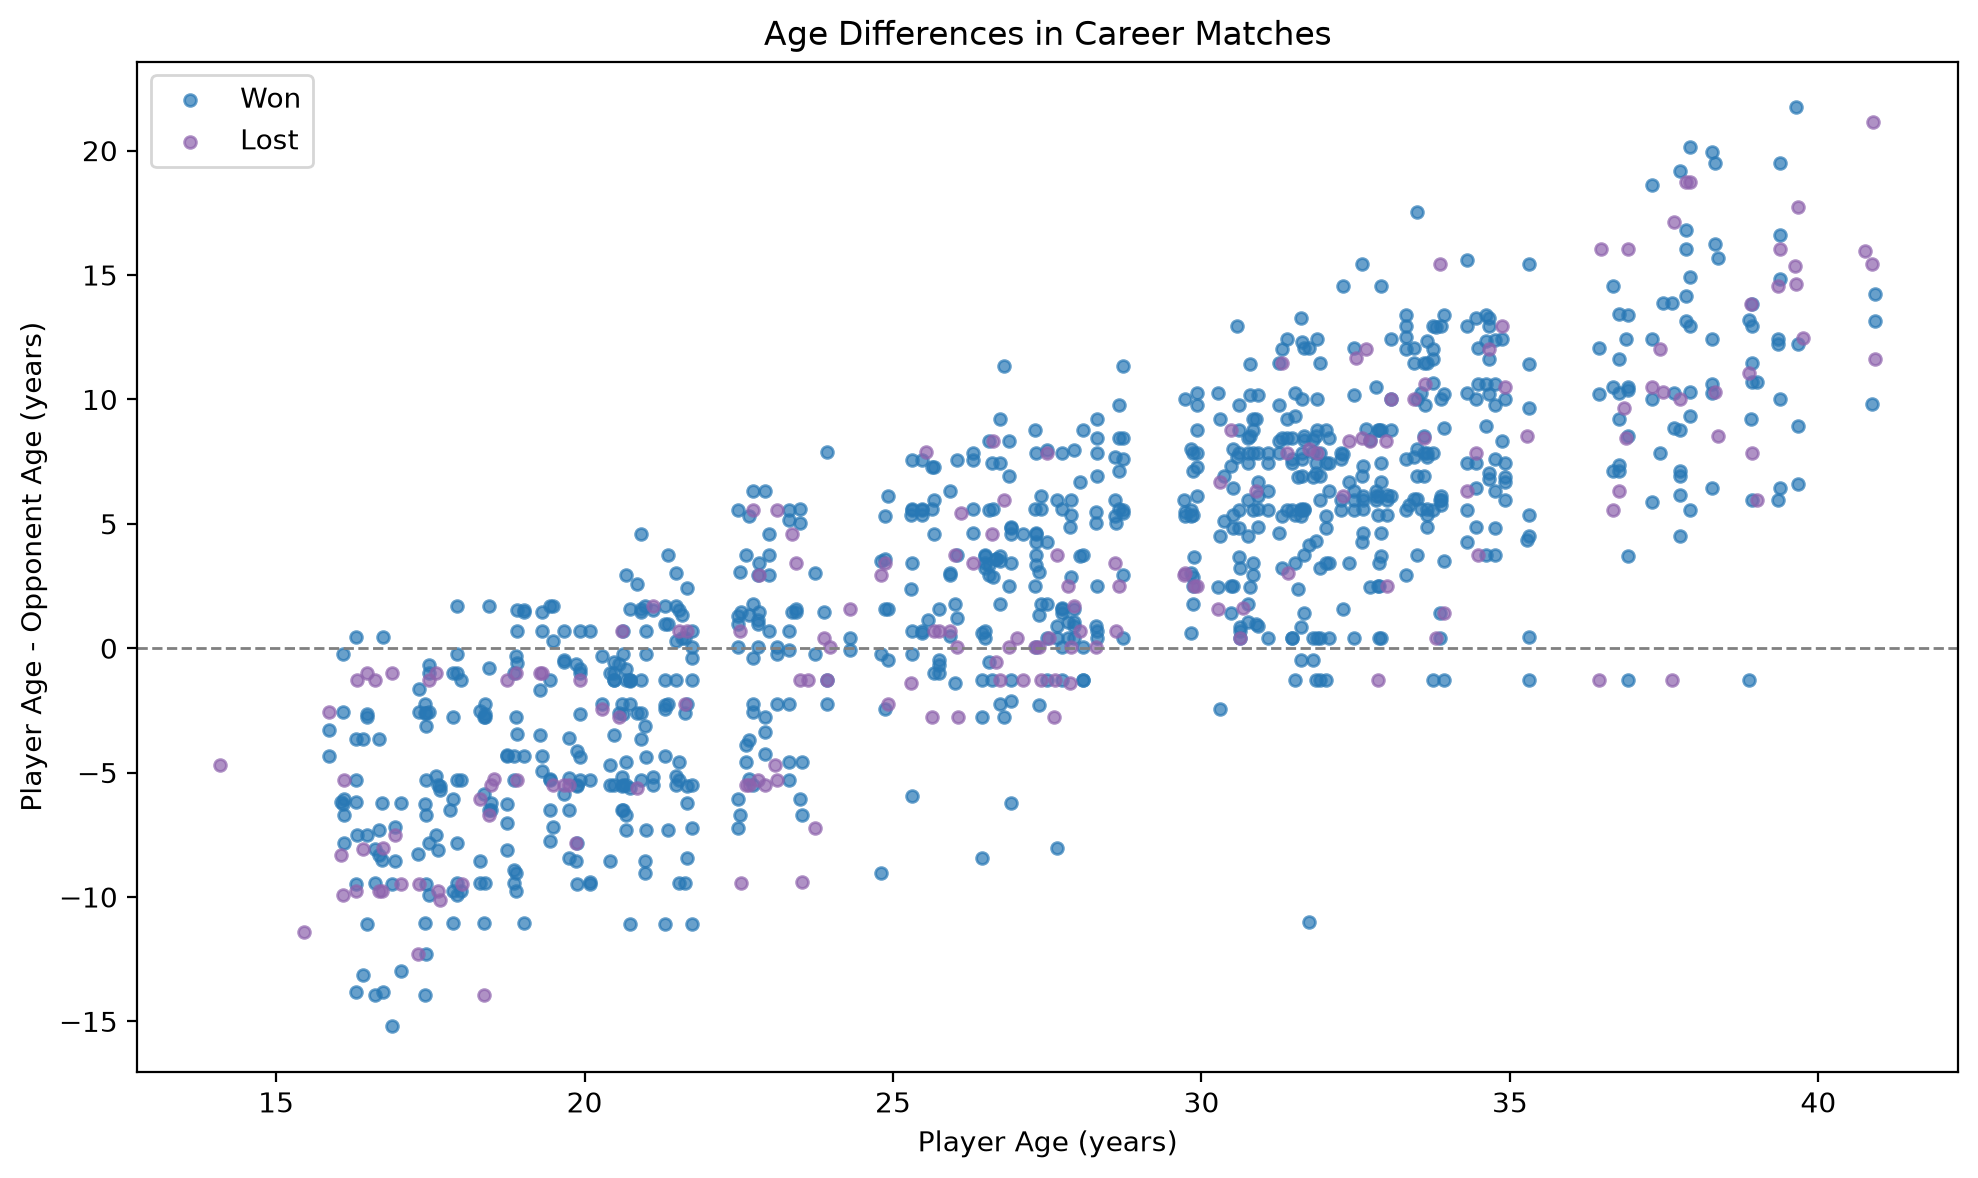 Age Differences in Career Matches
Won
Lost
Player Age - Opponent Age (years)
20
15
10
5
0
−5
−10
−15
15 20 25 30 35 40
Player Age (years)